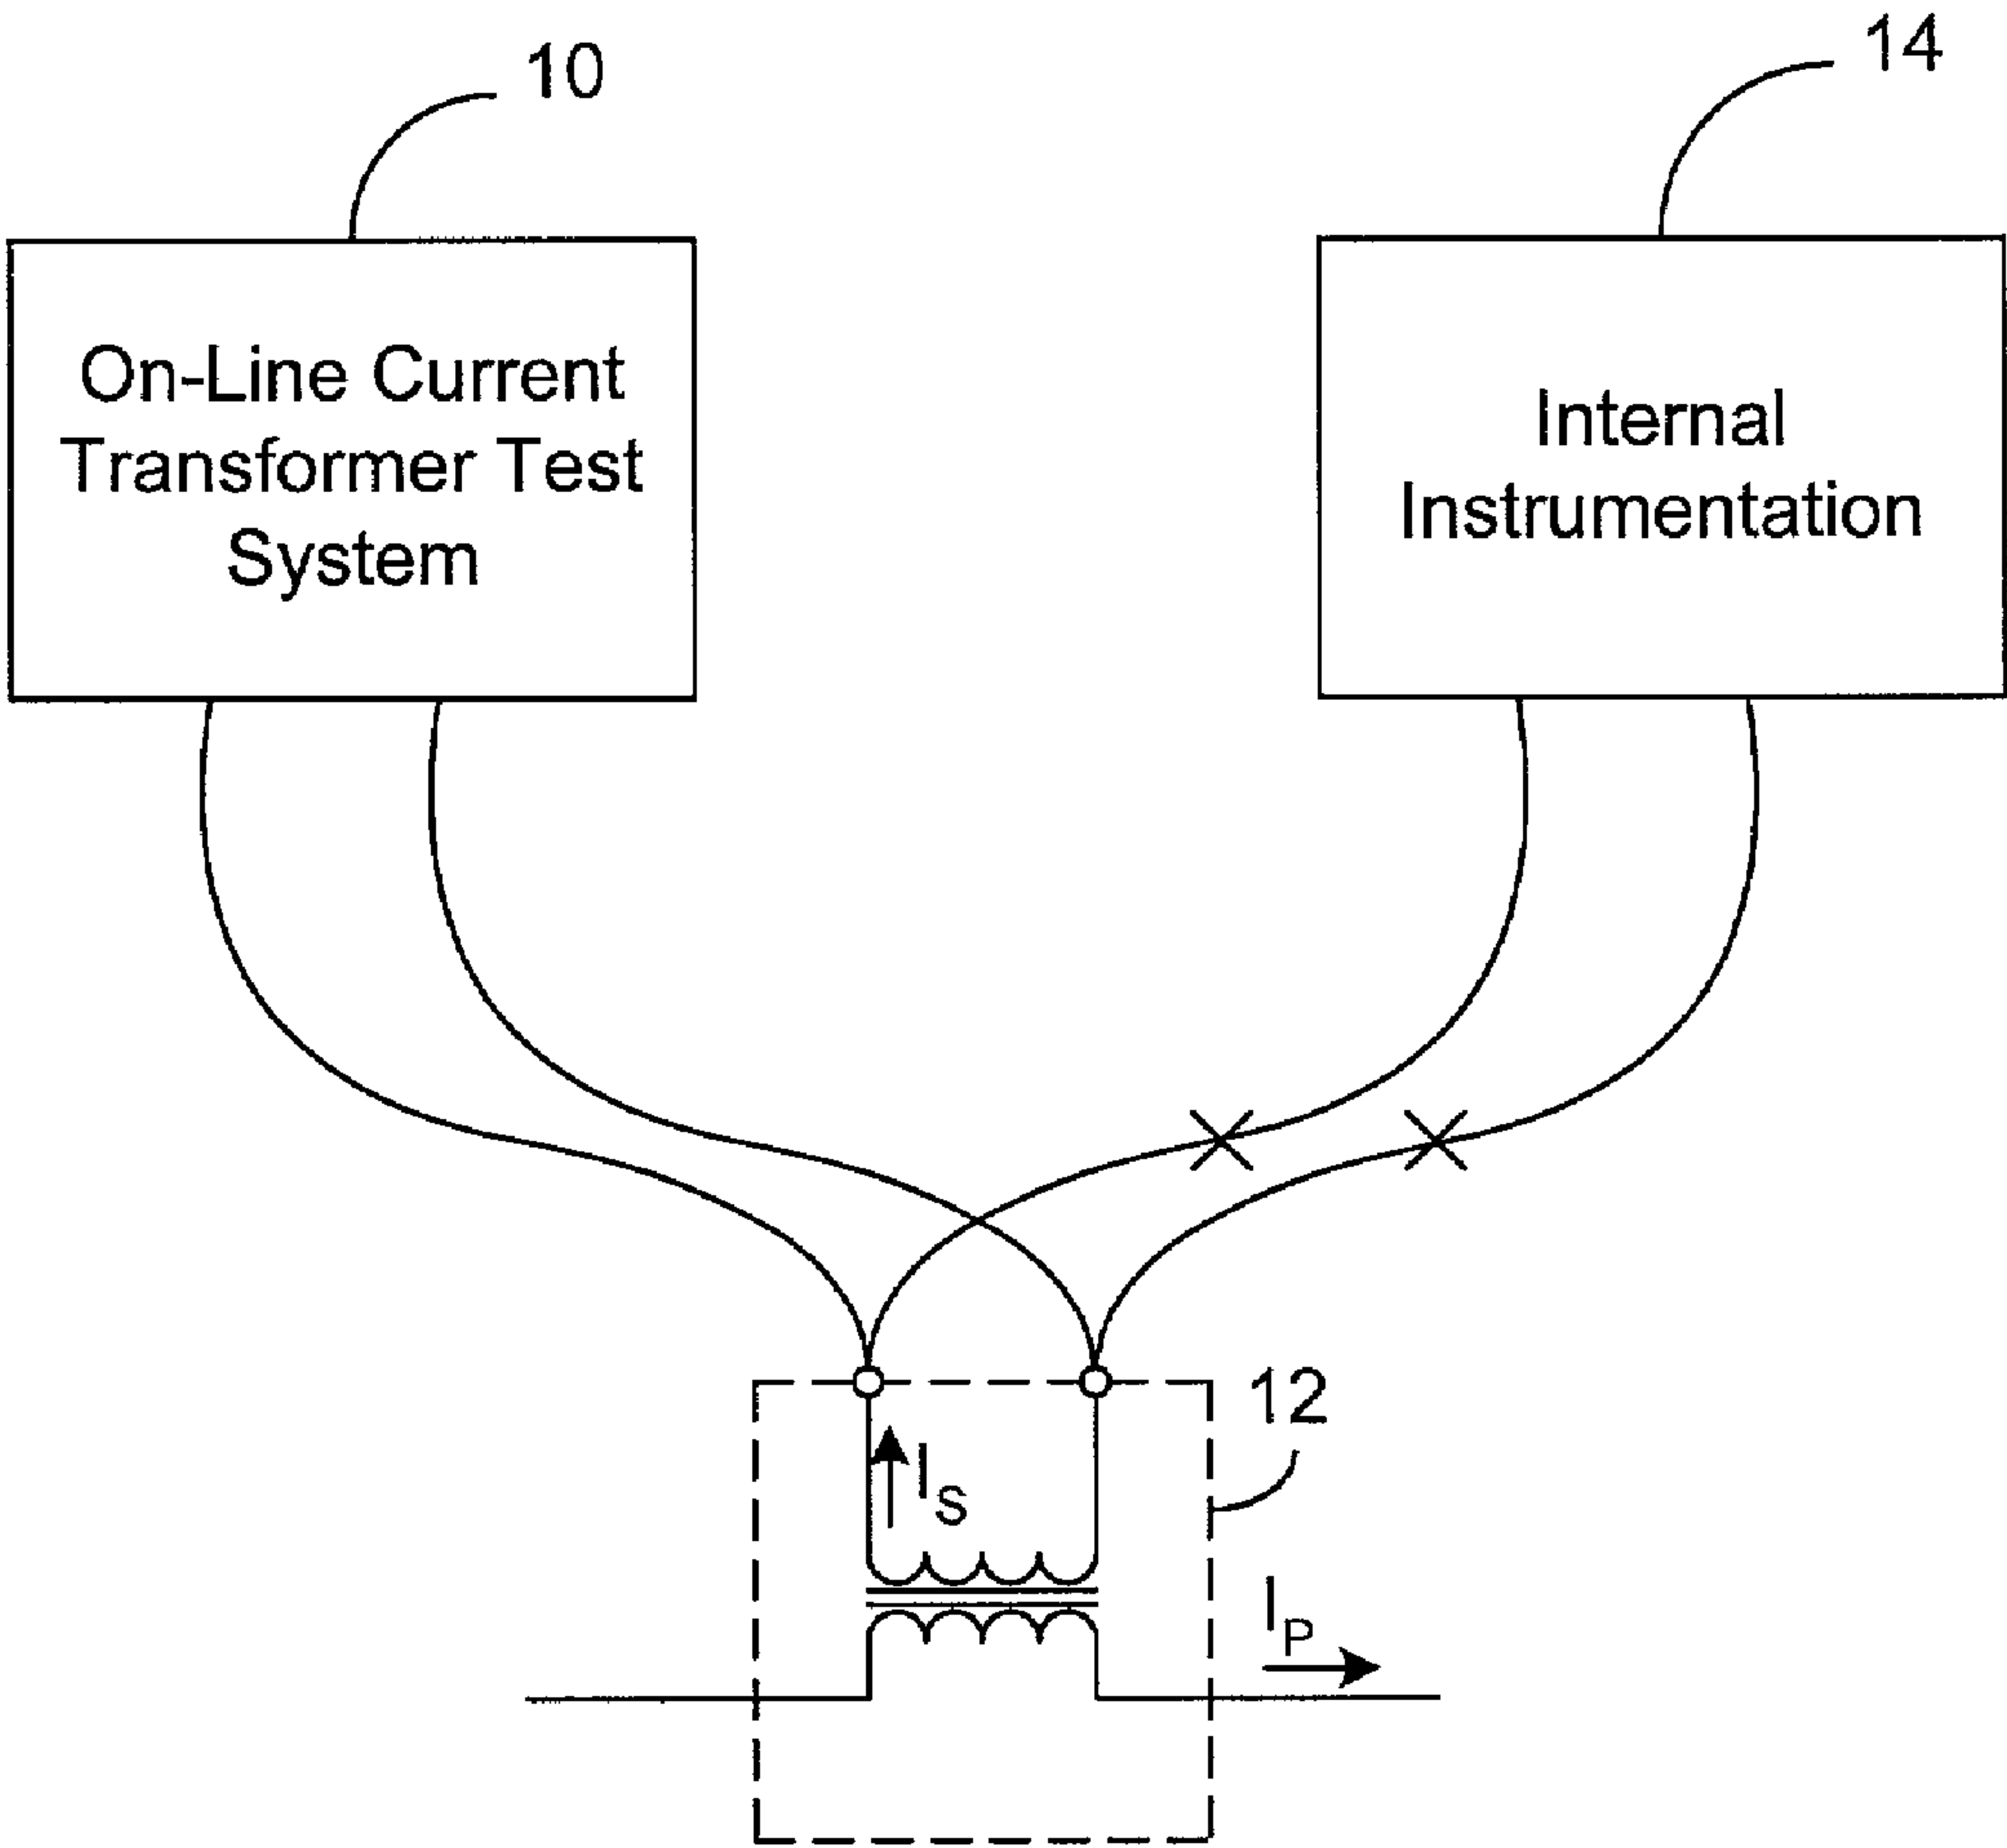 10
14
On-Line Current
Transformer Test
System
Internal
Instrumentation
12
IS
IP